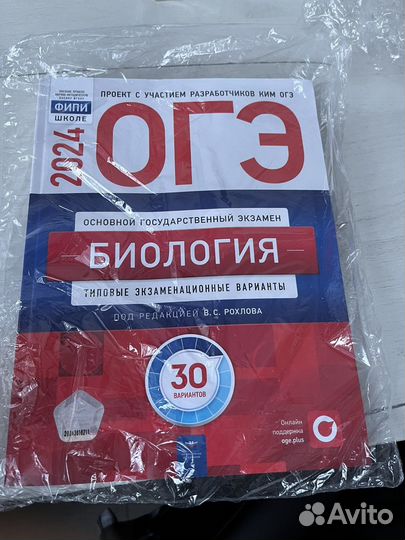 ПРОЕКТ С УЧАСТИЕМ РАЗРАБОТЧИКОВ КИМ ОГЭ
ФИПИ
ШКОЛЕ
2024
ОГЭ
ОСНОВНОЙ ГОСУДАРСТВЕННЫЙ ЭКЗАМЕН
БИОЛОГИЯ
ТИПОВЫЕ ЭКЗАМЕНАЦИОННЫЕ ВАРИАНТЫ
ПОД РЕДАКЦИЕЙ В.С. РОХЛОВА
30
ВАРИАНТОВ
Онлайн
поддержка
oge.plus
Avito